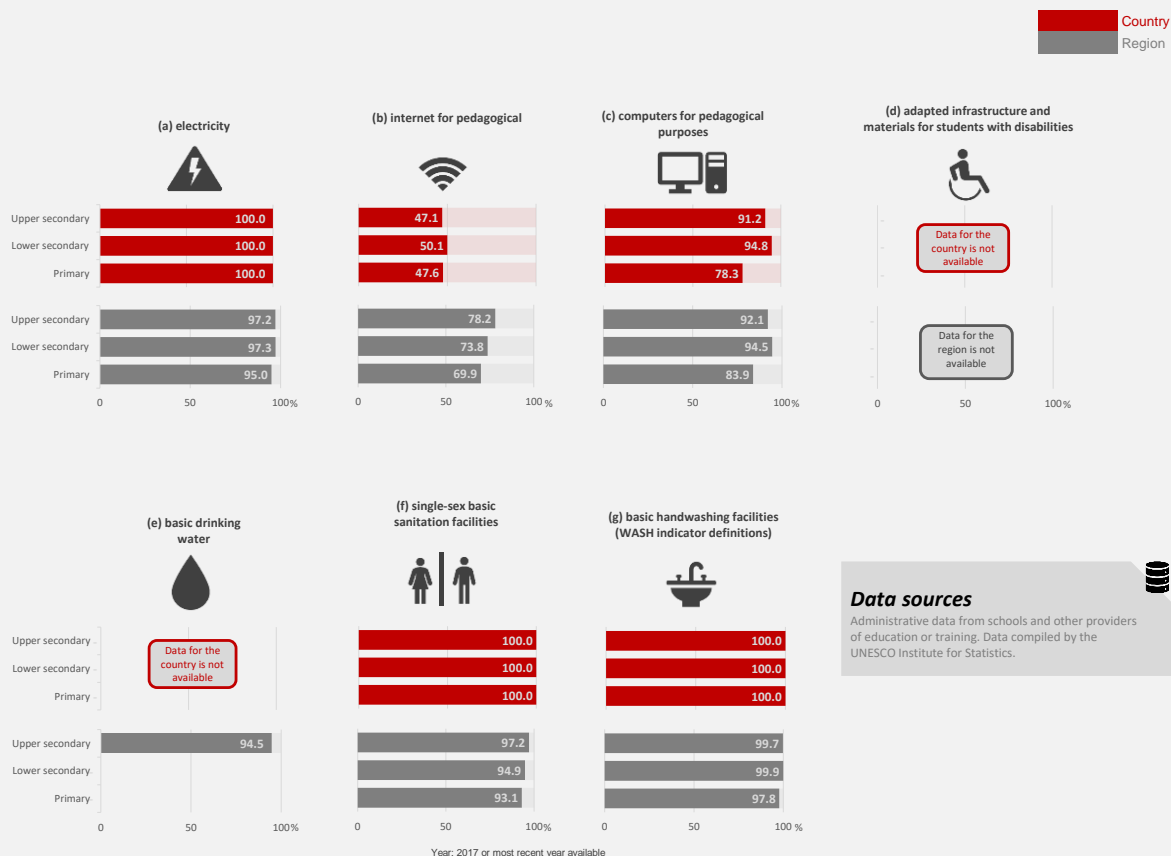 Country
Region
(a) electricity
(b) internet for pedagogical
(c) computers for pedagogical
purposes
(d) adapted infrastructure and
materials for students with disabilities
Upper secondary
100.0
47.1
91.2
Lower secondary
100.0
50.1
94.8
Primary
100.0
47.6
78.3
Data for the
country is not
available
Upper secondary
97.2
78.2
92.1
Lower secondary
97.3
73.8
94.5
Primary
95.0
69.9
83.9
Data for the
region is not
available
0 50 100%
0 50 100 %
0 50 100 %
0 50 100 %
(e) basic drinking
water
(f) single-sex basic
sanitation facilities
(g) basic handwashing facilities
(WASH indicator definitions)
Upper secondary
100.0
100.0
Lower secondary
100.0
100.0
Primary
100.0
100.0
Data for the
country is not
available
Upper secondary
94.5
97.2
99.7
Lower secondary
94.9
99.9
Primary
93.1
97.8
0 50 100 %
0 50 100 %
0 50 100 %
Data sources
Administrative data from schools and other providers
of education or training. Data compiled by the
UNESCO Institute for Statistics.
Year: 2017 or most recent year available